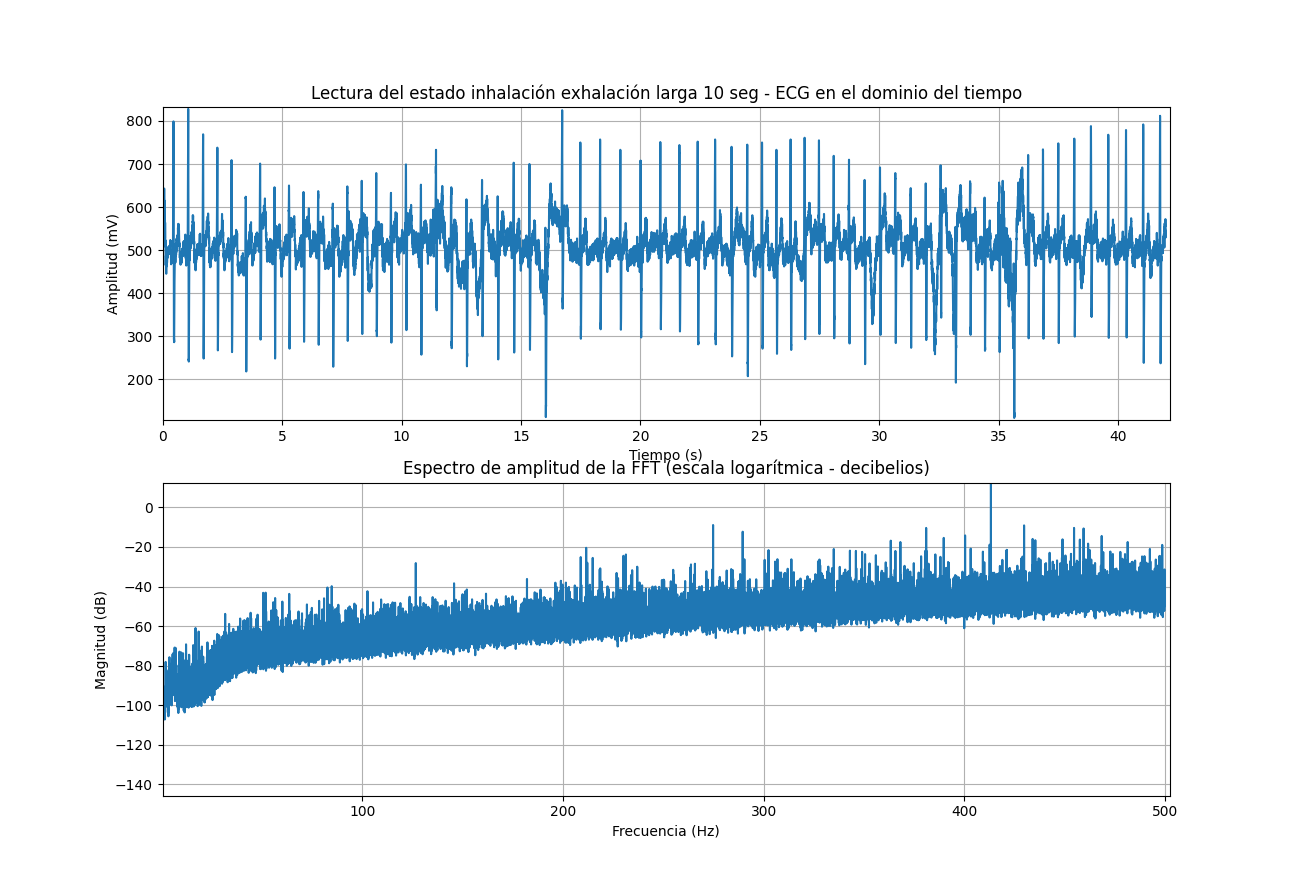 Lectura del estado inhalación exhalación larga 10 seg - ECG en el dominio del tiempo
800
700
600
500
400
300
200
Amplitud (mV)
0 5 10 15 20 25 30 35 40
Tiempo (s)
Espectro de amplitud de la FFT (escala logarítmica - decibelios)
0
−20
−40
−60
−80
−100
−120
−140
Magnitud (dB)
100 200 300 400 500
Frecuencia (Hz)